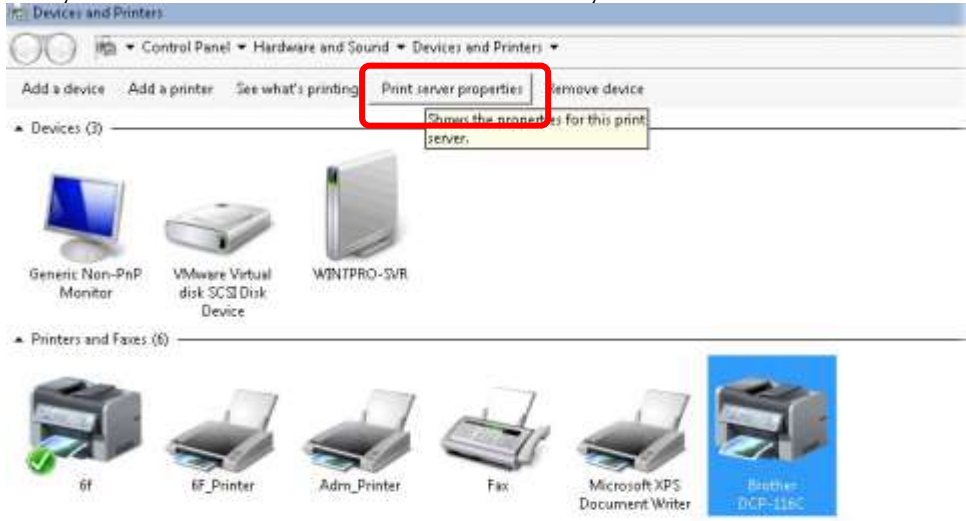 Devices and Printers
Control Panel Hardware and Sound Devices and Printers
Add a device Add a printer See what's printing Print server properties Remove device
Shows the properties for this print
server.
Devices (3)
Generic Non-PnP
Monitor
VMware Virtual
disk SCSI Disk
Device
WINTPRO-SVR
Printers and Faxes (6)
6f
6F_Printer
Adm_Printer
Fax
Microsoft XPS
Document Writer
Brother
DCP-116C